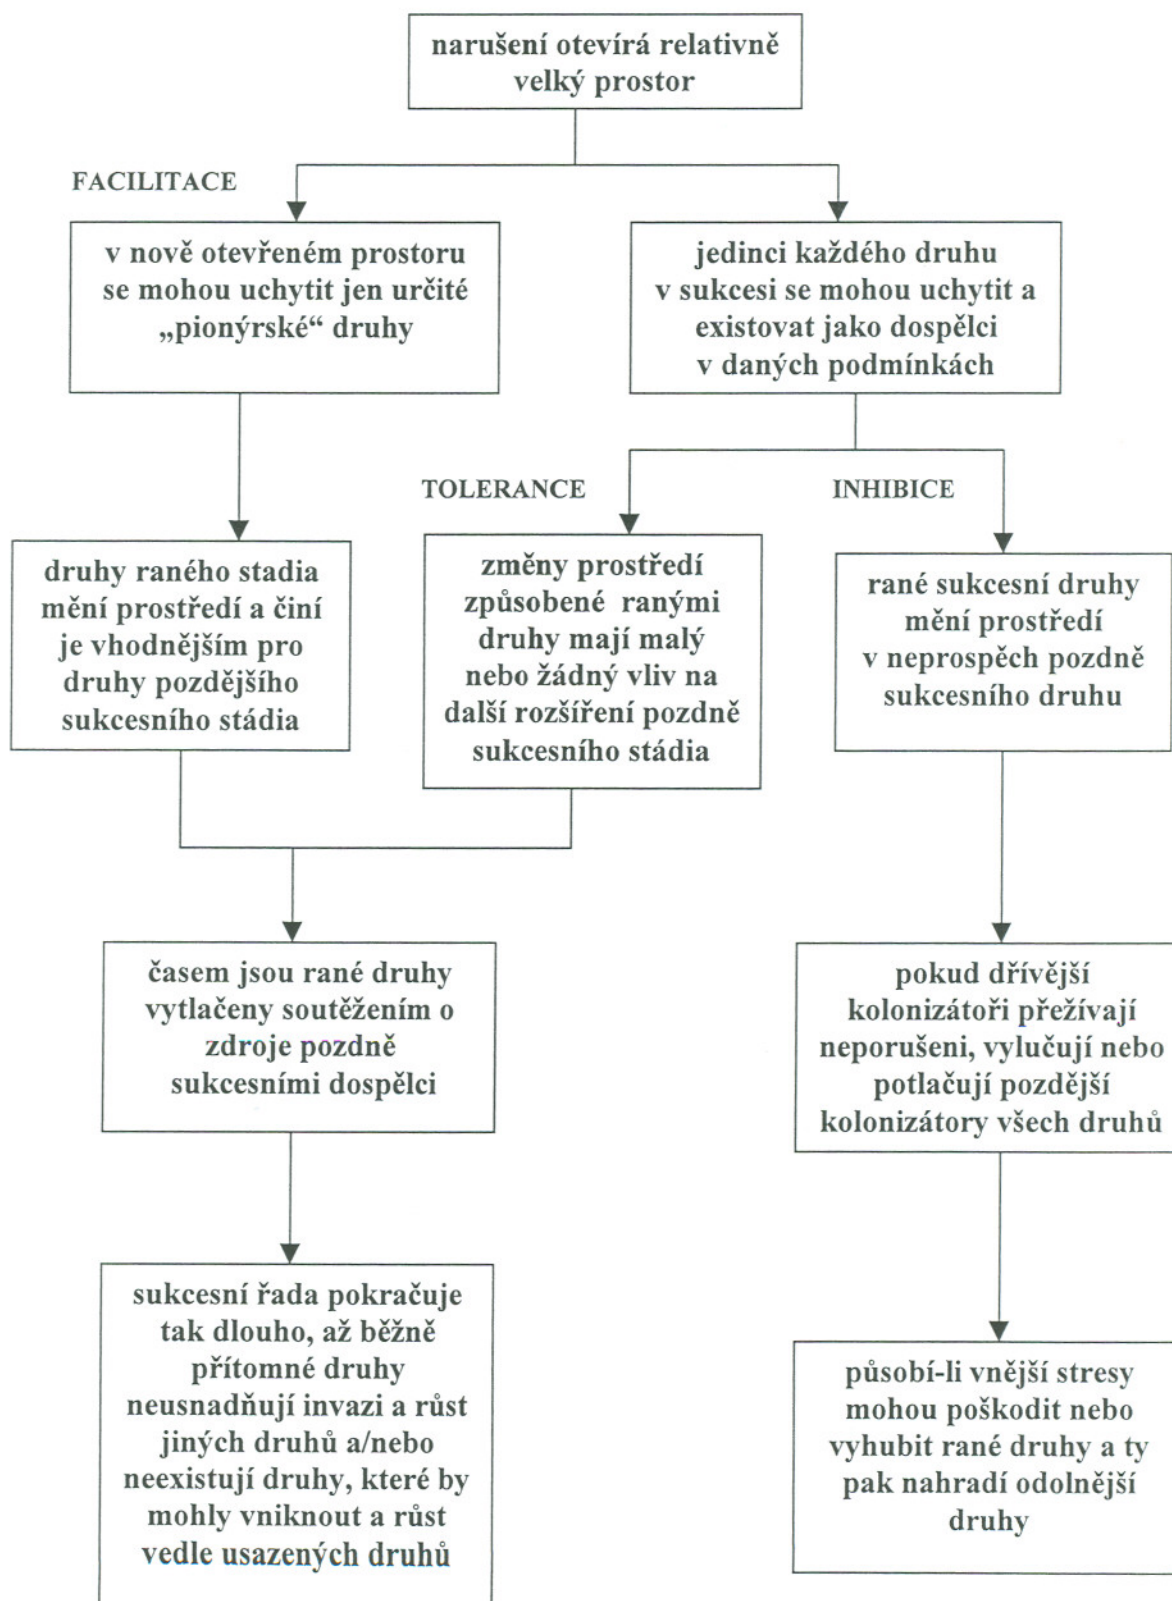 narušení otevírá relativně
velký prostor
FACILITACE
v nově otevřeném prostoru
se mohou uchytit jen určité
„pionýrské“ druhy
jedinci každého druhu
v sukcesi se mohou uchytit a
existovat jako dospělci
v daných podmínkách
TOLERANCE
INHIBICE
druhy raného stadia
mění prostředí a činí
je vhodnějším pro
druhy pozdějšího
sukcesního stádia
změny prostředí
způsobené ranými
druhy mají malý
nebo žádný vliv na
další rozšíření pozdně
sukcesního stádia
rané sukcesní druhy
mění prostředí
v neprospěch pozdně
sukcesního druhu
časem jsou rané druhy
vytlačeny soutěžením o
zdroje pozdně
sukcesními dospělci
pokud dřívější
kolonizátoři přežívají
neporušeni, vylučují nebo
potlačují pozdější
kolonizátory všech druhů
sukcesní řada pokračuje
tak dlouho, až běžně
přítomné druhy
neusnadňují invazi a růst
jiných druhů a/nebo
neexistují druhy, které by
mohly vniknout a růst
vedle usazených druhů
působí-li vnější stresy
mohou poškodit nebo
vyhubit rané druhy a ty
pak nahradí odolnější
druhy